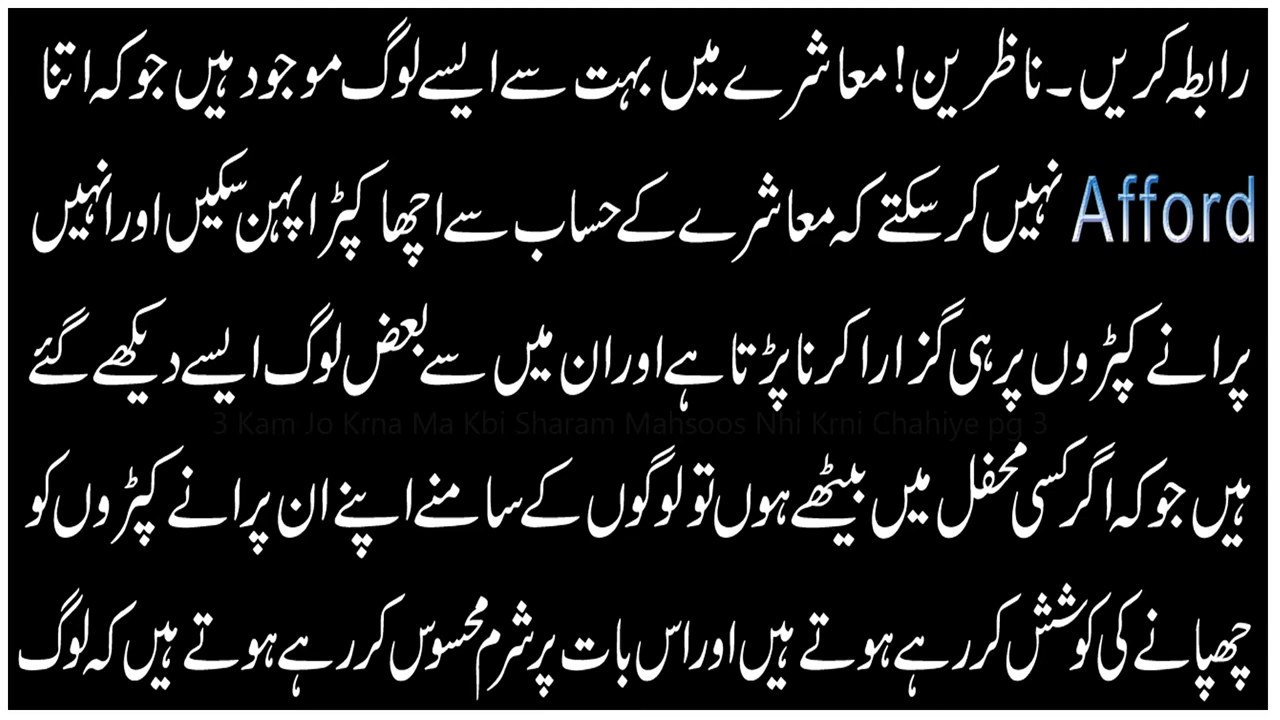 رابطہ کریں۔ ناظرین! معاشرے میں بہت سے ایسے لوگ موجود ہیں جو کہ اتنا
Afford نہیں کر سکتے کہ معاشرے کے حساب سے اچھا کپڑا پہن سکیں اور انہیں
پرانے کپڑوں پر ہی گزارا کرنا پڑتا ہے اور ان میں سے بعض لوگ ایسے دیکھے گئے
3 Kam Jo Krna Ma Kbi Sharam Mahsoos Nhi Krni Chahiye pg 3
ہیں جو کہ اگر کسی محفل میں بیٹھے ہوں تو لوگوں کے سامنے اپنے ان پرانے کپڑوں کو
چھپانے کی کوشش کر رہے ہوتے ہیں اور اس بات پر شرم محسوس کر رہے ہوتے ہیں کہ لوگ